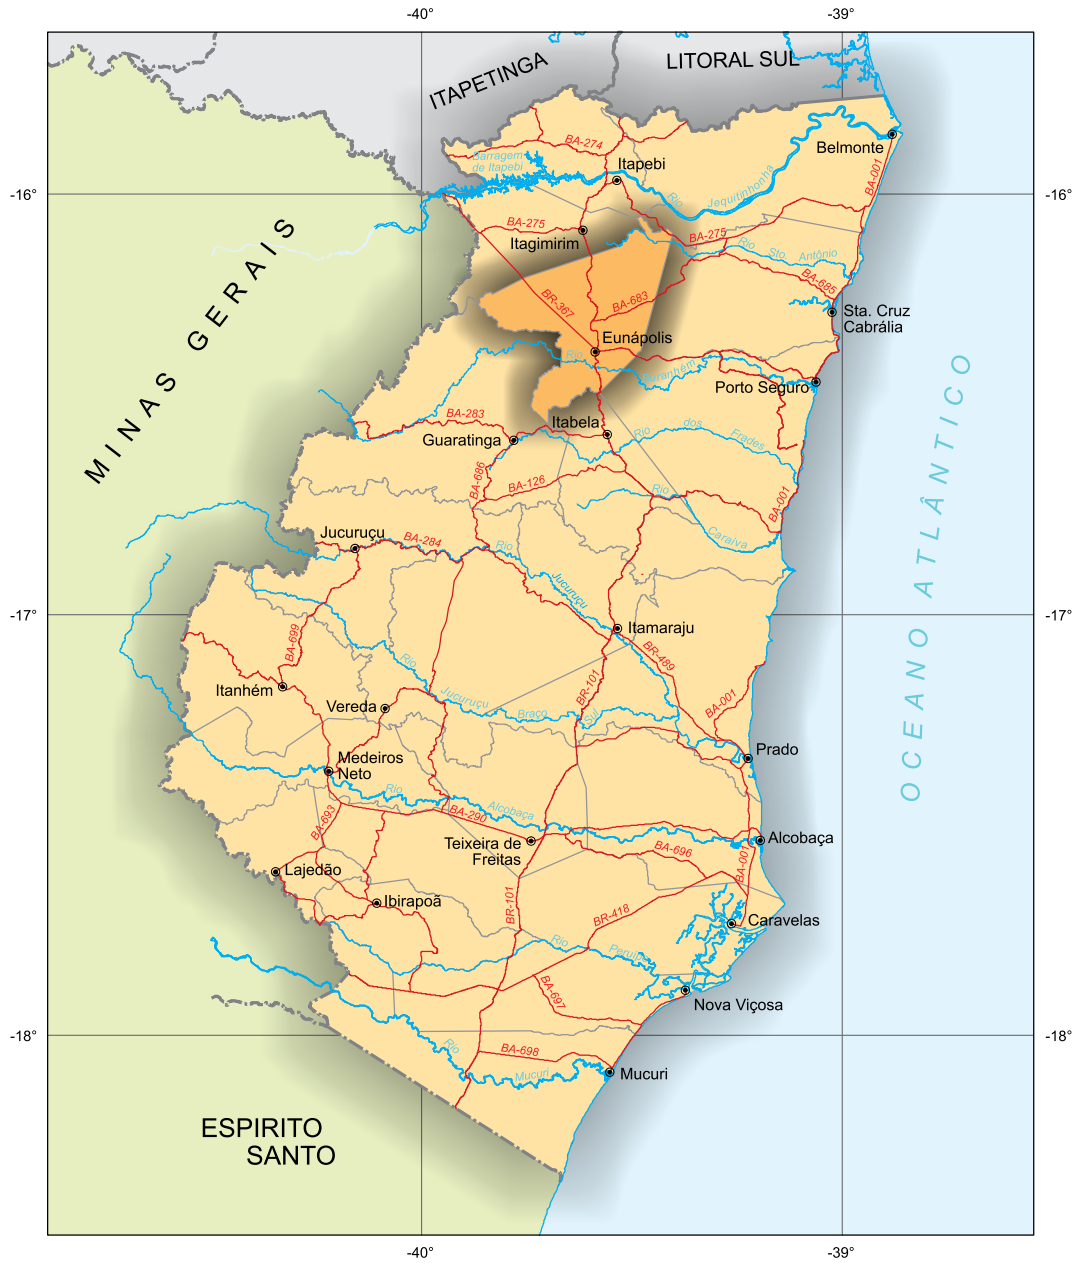 -40°
-39°
ITAPETINGA
LITORAL SUL
BA-274
Belmonte
Barragem
de Itapebi
Itapebi
BA-001
-16°
-16°
Rio
Jequitinhonha
BA-275
Itagimirim
BA-275
Rio
Sto.
Antônio
BA-685
MINAS GERAIS
BR-367
BA-683
Sta. Cruz
Cabrália
Eunápolis
Rio
Buranhém
Porto Seguro
BA-283
Itabela
Guaratinga
Rio
dos
Frades
BA-686
BA-126
Rio
BA-001
Caraíva
OCEANO ATLÂNTICO
Jucuruçu
BA-284
Rio
Jucuruçu
-17°
-17°
Itamaraju
BA-699
BR-489
Rio
Itanhém
Jucuruçu
Braço
Sul
BR-101
BA-001
Vereda
Prado
Medeiros
Neto
Rio
Alcobaça
BA-290
BA-693
Teixeira de
Freitas
BA-696
Alcobaça
BA-001
Lajedão
Ibirapoã
BR-101
BR-418
Caravelas
Rio
Peruípe
BA-697
Nova Viçosa
-18°
-18°
Rio
BA-698
Mucuri
Mucuri
ESPIRITO
SANTO
-40°
-39°